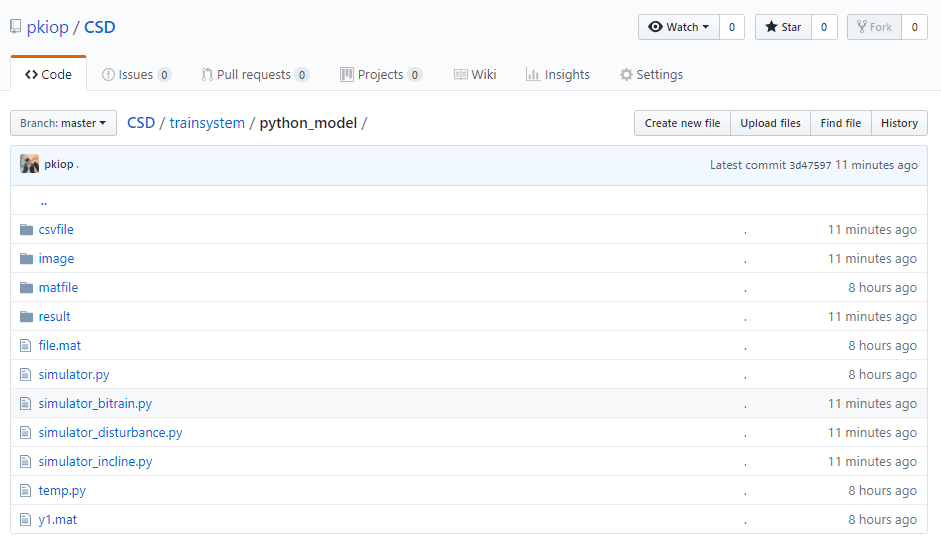 pkiop / CSD Watch 0 Star 0 Fork 0
Code Issues 0 Pull requests 0 Projects 0 Wiki Insights Settings
Branch: master CSD / trainsystem / python_model / Create new file Upload files Find file History
pkiop . Latest commit 3d47597 11 minutes ago
..
csvfile . 11 minutes ago
image . 11 minutes ago
matfile . 8 hours ago
result . 11 minutes ago
file.mat . 8 hours ago
simulator.py . 8 hours ago
simulator_bitrain.py . 11 minutes ago
simulator_disturbance.py . 11 minutes ago
simulator_incline.py . 11 minutes ago
temp.py . 8 hours ago
y1.mat . 8 hours ago